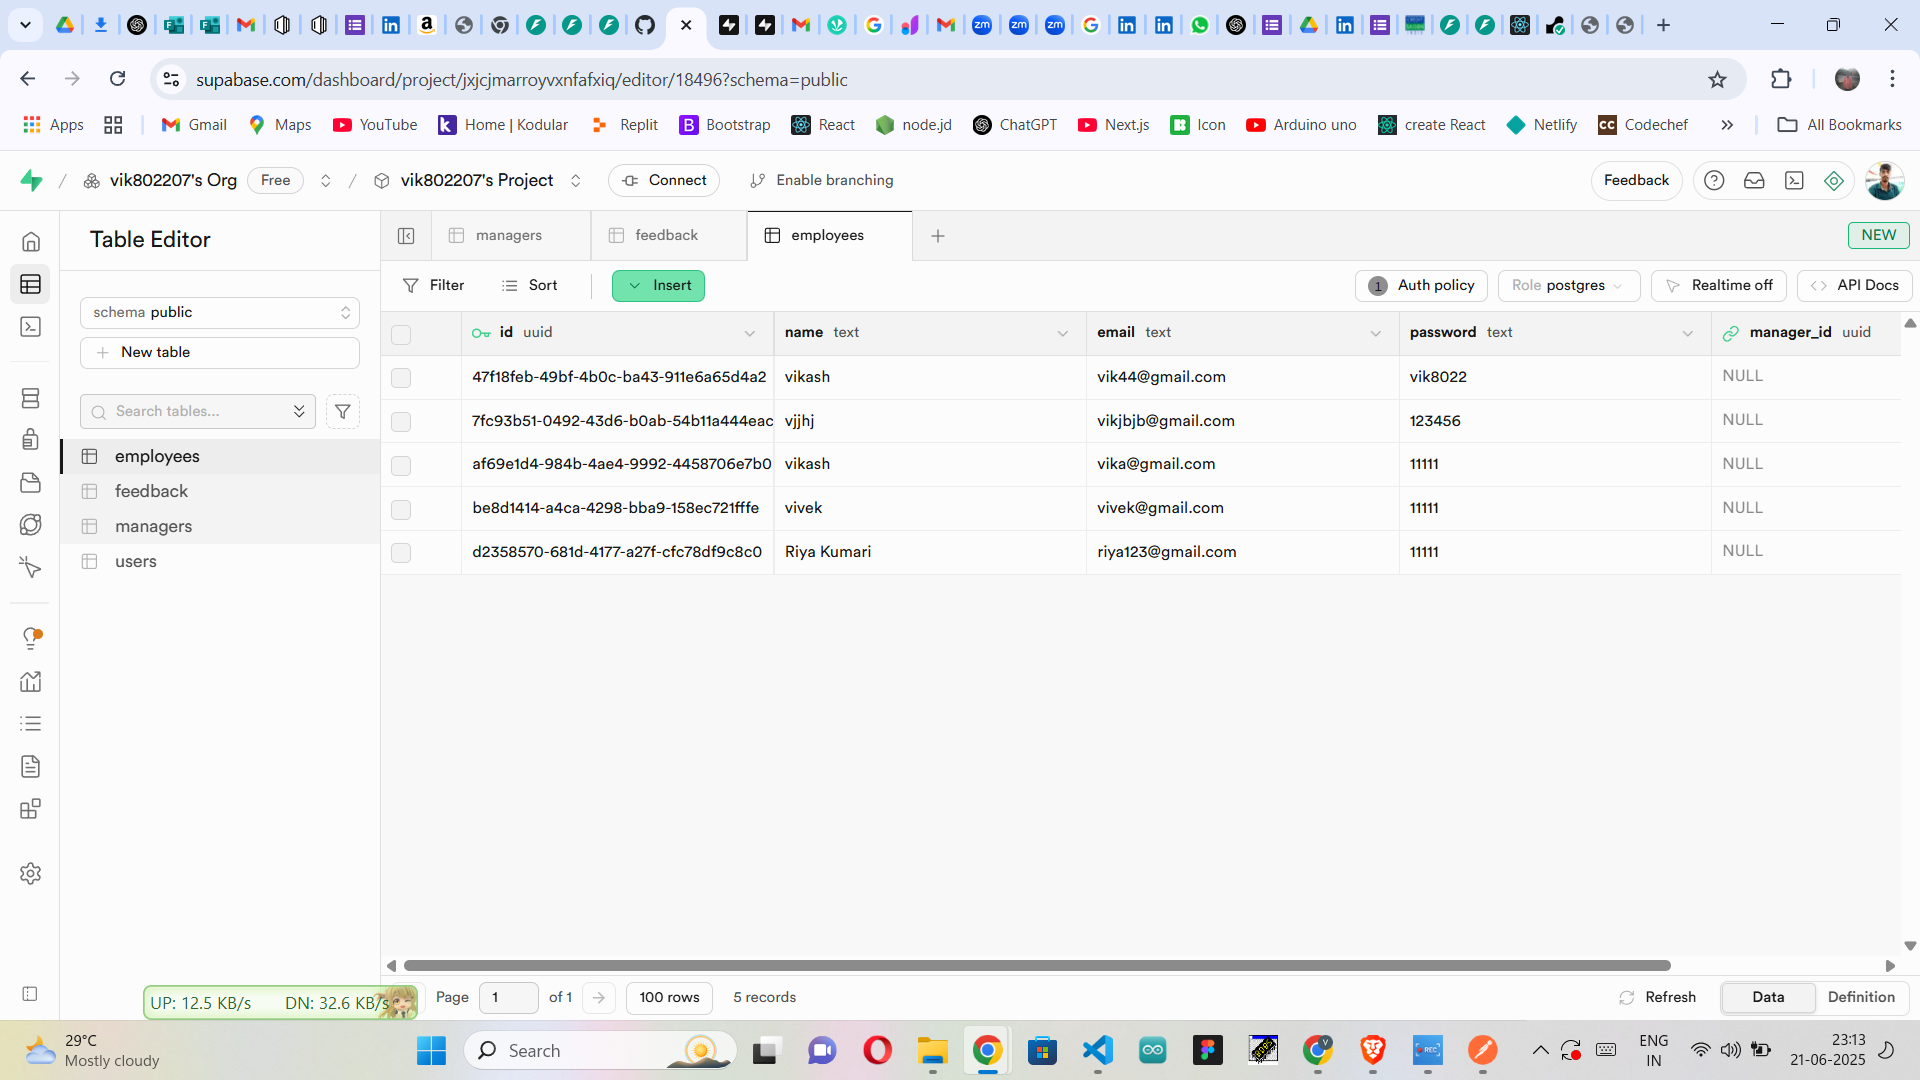 supabase.com/dashboard/project/jxjcjmarroyvxnfafxiq/editor/18496?schema=public
Apps Gmail Maps YouTube Home | Kodular Replit Bootstrap React node.jd ChatGPT Next.js Icon Arduino uno create React Netlify Codechef All Bookmarks
vik802207's Org Free / vik802207's Project Connect Enable branching Feedback
Table Editor
managers feedback employees NEW
Filter Sort Insert 1 Auth policy Role postgres Realtime off API Docs
schema public
New table
Search tables...
employees
feedback
managers
users
id uuid name text email text password text manager_id uuid
47f18feb-49bf-4b0c-ba43-911e6a65d4a2 vikash vik44@gmail.com vik8022 NULL
7fc93b51-0492-43d6-b0ab-54b11a444eac vjjhj vikjbjb@gmail.com 123456 NULL
af69e1d4-984b-4ae4-9992-4458706e7b0 vikash vika@gmail.com 11111 NULL
be8d1414-a4ca-4298-bba9-158ec721fffe vivek vivek@gmail.com 11111 NULL
d2358570-681d-4177-a27f-cfc78df9c8c0 Riya Kumari riya123@gmail.com 11111 NULL
UP: 12.5 KB/s DN: 32.6 KB/s
Page 1 of 1 100 rows 5 records Refresh Data Definition
29°C
Mostly cloudy
Search
ENG
IN
23:13
21-06-2025